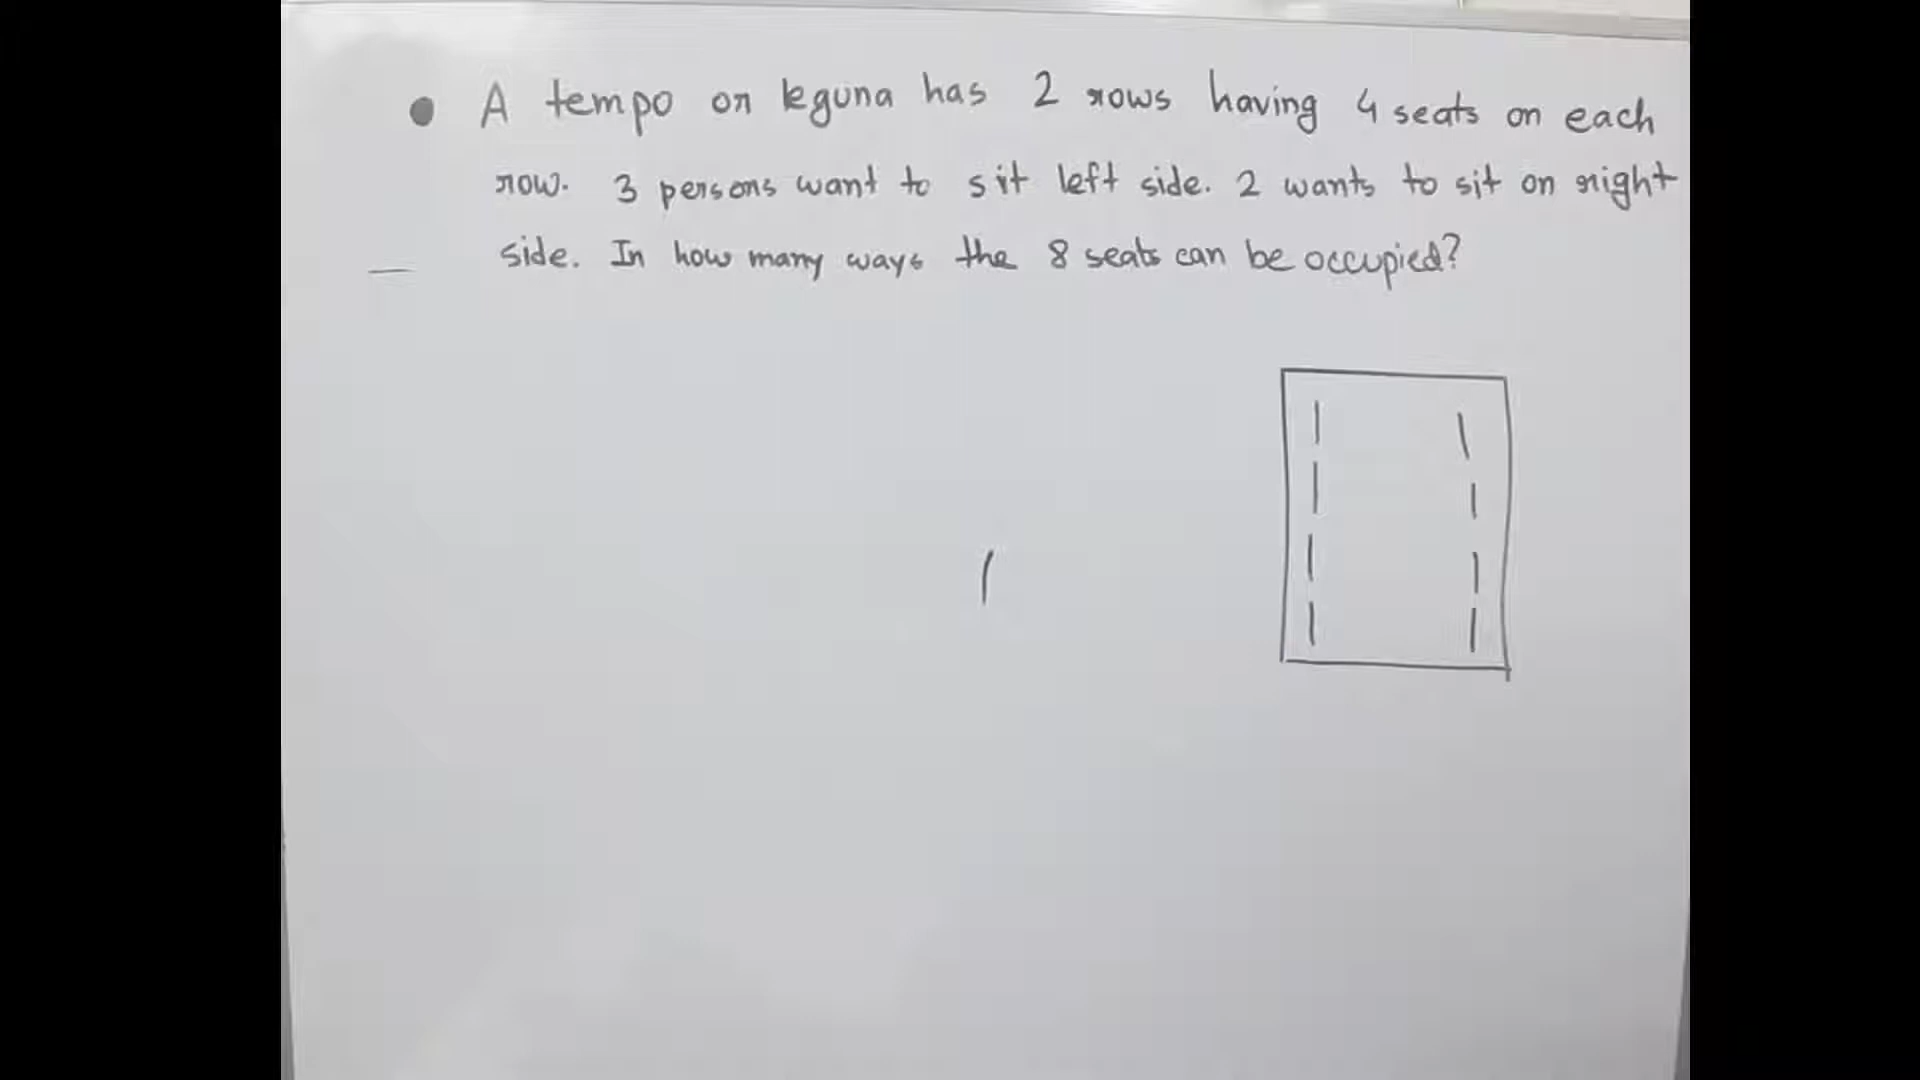 A tempo or leguna has 2 rows having 4 seats on each
row. 3 persons want to sit left side. 2 wants to sit on right
side. In how many ways the 8 seats can be occupied?